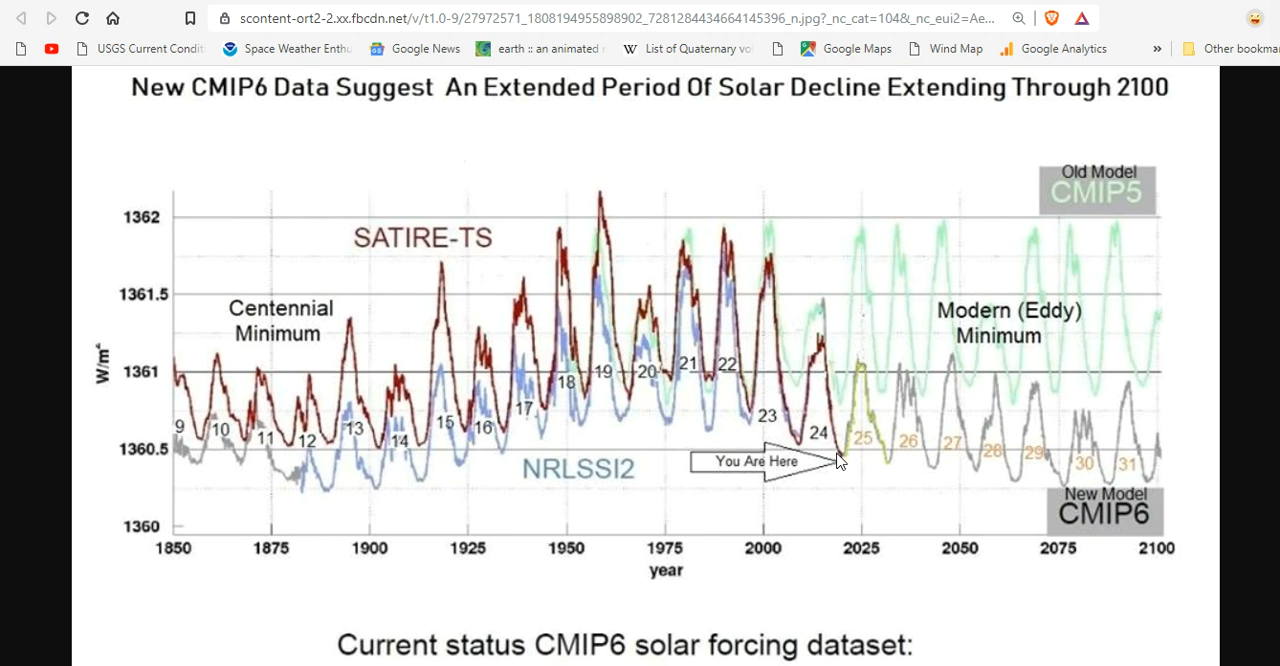 scontent-ort2-2.xx.fbcdn.net/v/t1.0-9/27972571_1808194955898902_7281284434664145396_n.jpg?_nc_cat=104&_nc_eui2=Ae...
USGS Current Condit Space Weather Enthu Google News earth :: an animated List of Quaternary vo Google Maps Wind Map Google Analytics » Other bookmar
New CMIP6 Data Suggest An Extended Period Of Solar Decline Extending Through 2100
Old Model
CMIP5
SATIRE-TS
Centennial
Minimum
Modern (Eddy)
Minimum
W/m²
1362
1361.5
1361
1360.5
1360
9 10 11 12 13 14 15 16 17 18 19 20 21 22 23 24 25 26 27 28 29 30 31
You Are Here
NRLSSI2
New Model
CMIP6
1850 1875 1900 1925 1950 1975 2000 2025 2050 2075 2100
year
Current status CMIP6 solar forcing dataset: